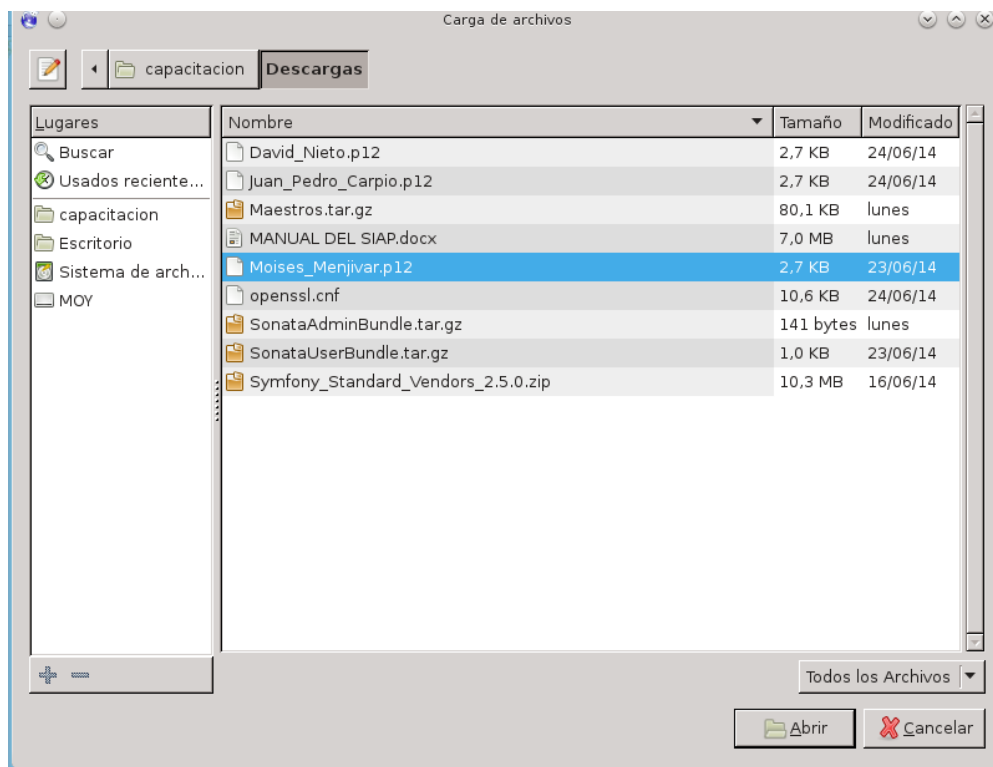 Carga de archivos
capacitacion Descargas
Lugares
Buscar
Usados reciente...
capacitacion
Escritorio
Sistema de arch...
MOY
Nombre Tamaño Modificado
David_Nieto.p12 2,7 KB 24/06/14
Juan_Pedro_Carpio.p12 2,7 KB 24/06/14
Maestros.tar.gz 80,1 KB lunes
MANUAL DEL SIAP.docx 7,0 MB lunes
Moises_Menjivar.p12 2,7 KB 23/06/14
openssl.cnf 10,6 KB 24/06/14
SonataAdminBundle.tar.gz 141 bytes lunes
SonataUserBundle.tar.gz 1,0 KB 23/06/14
Symfony_Standard_Vendors_2.5.0.zip 10,3 MB 16/06/14
Todos los Archivos
Abrir Cancelar